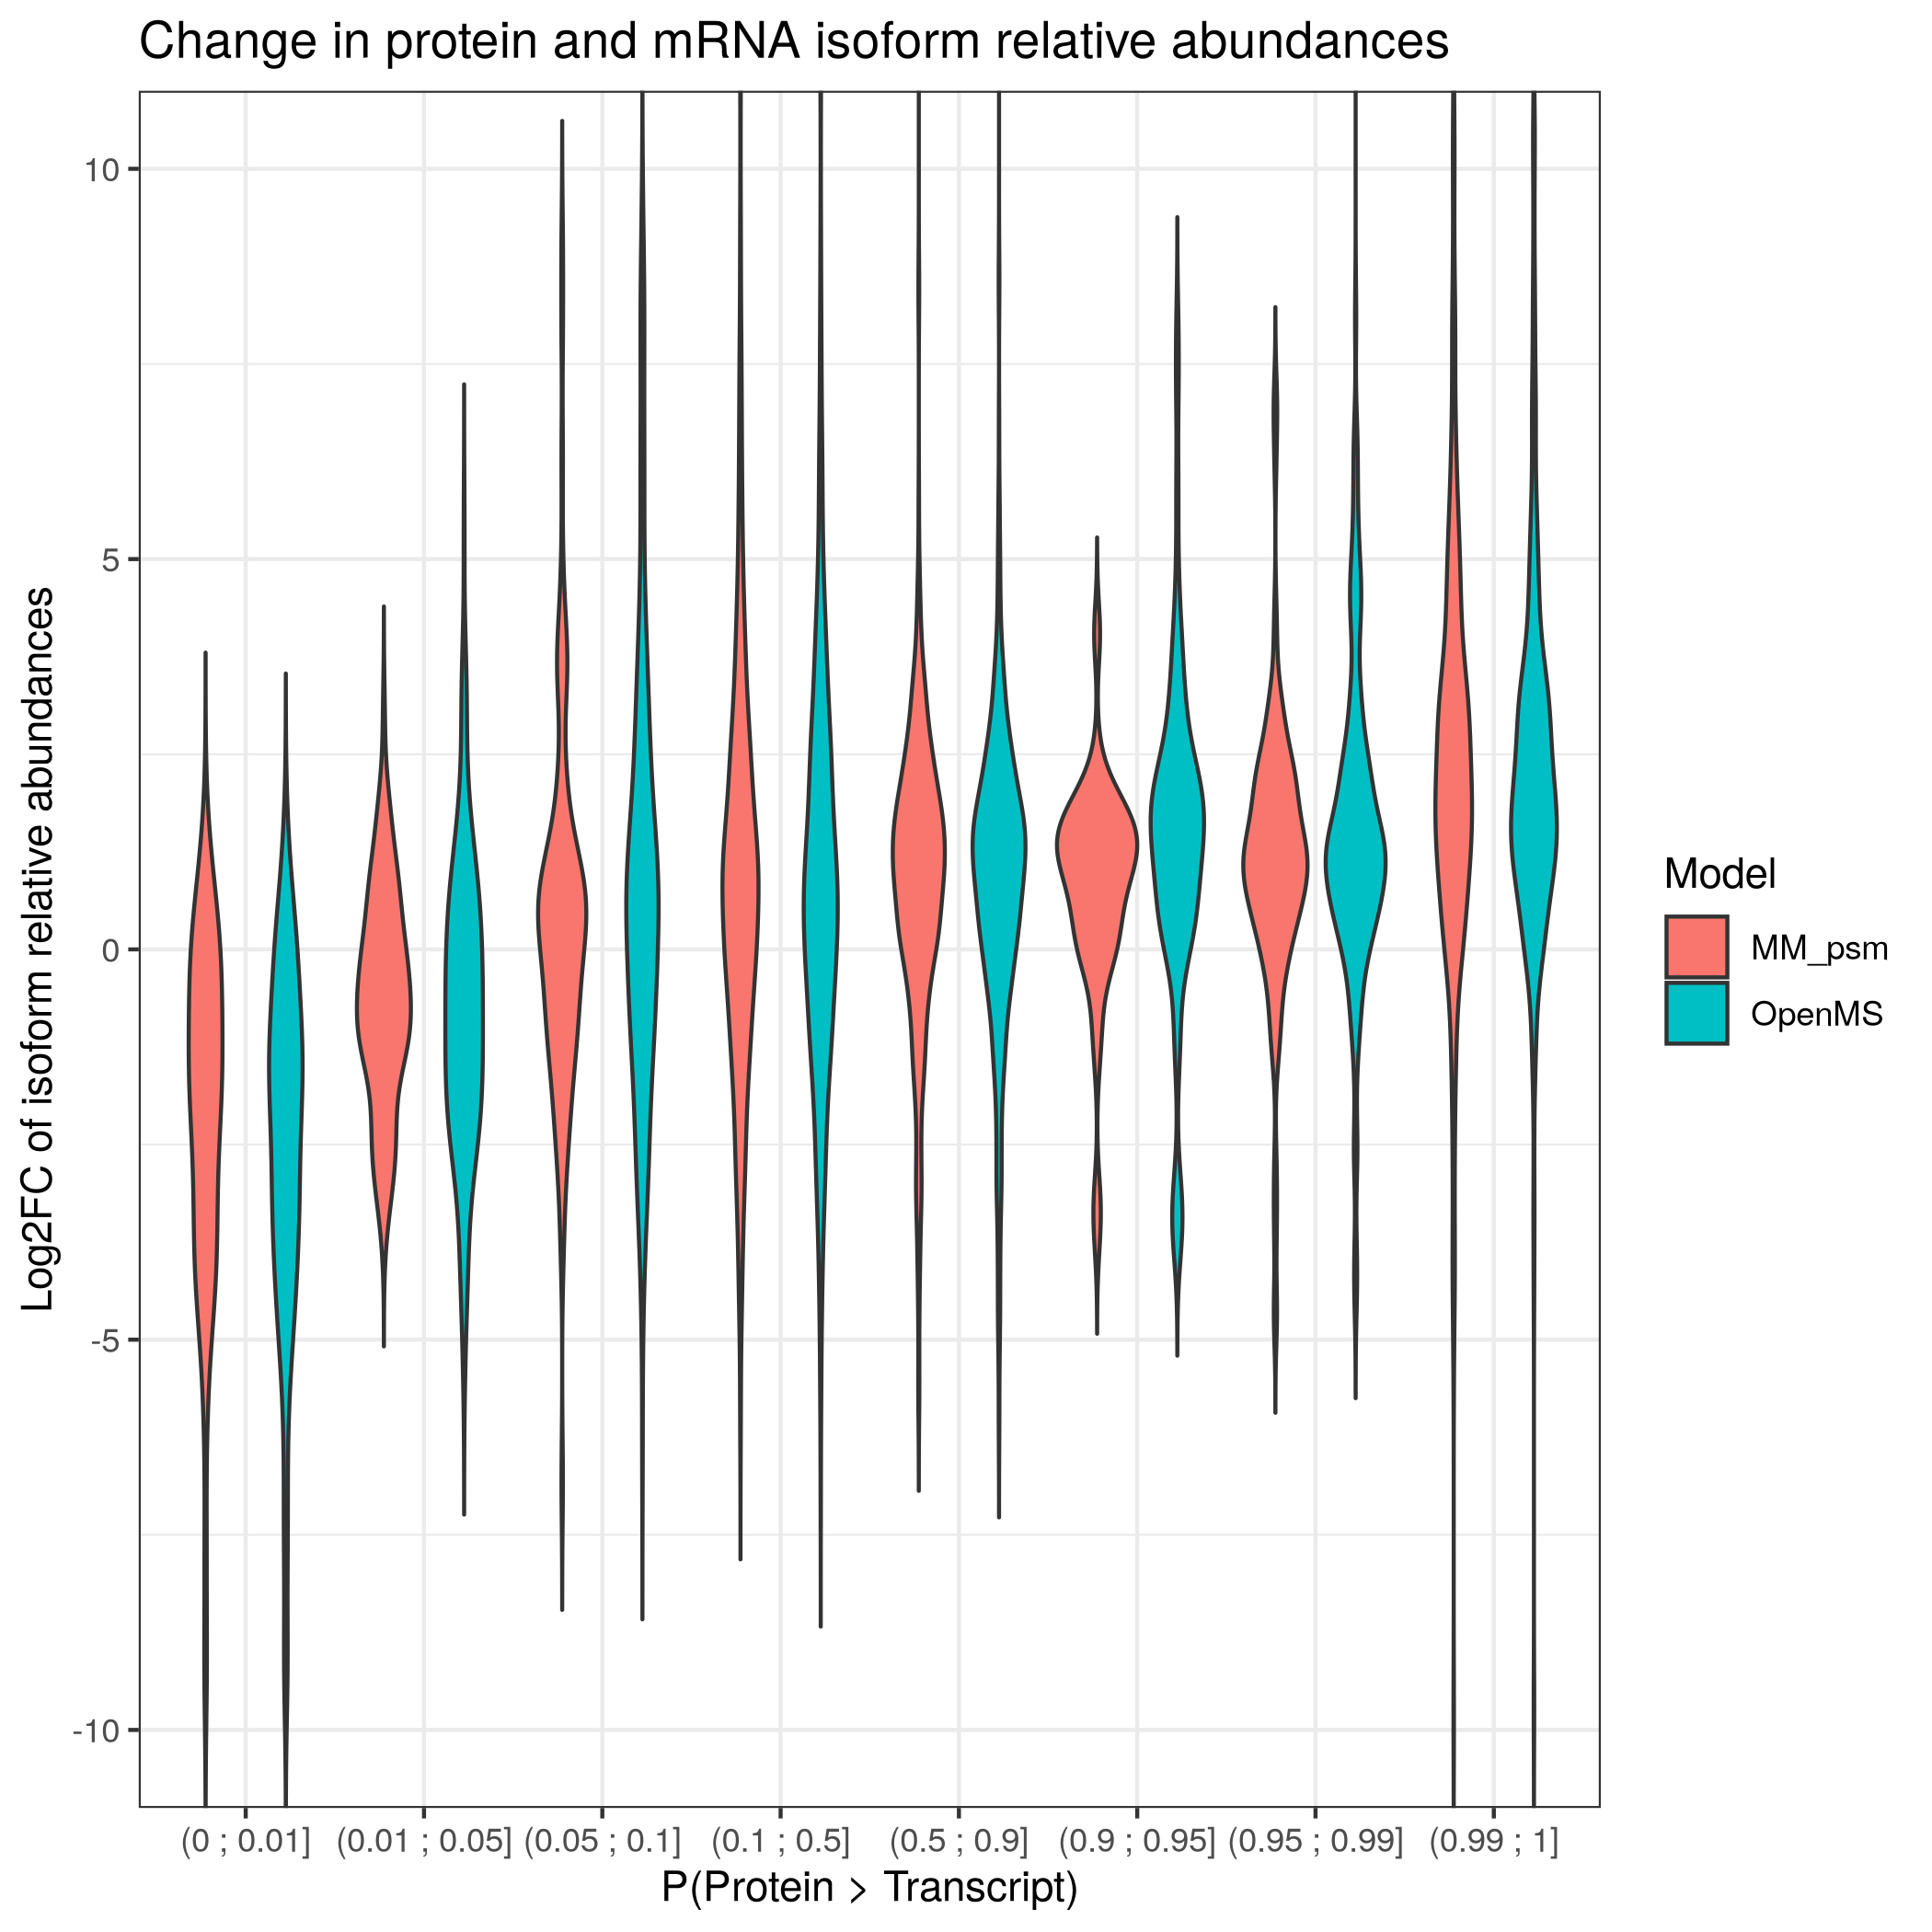 Change in protein and mRNA isoform relative abundances
Log2FC of isoform relative abundances
10
5
0
-5
-10
(0 ; 0.01]
(0.01 ; 0.05]
(0.05 ; 0.1]
(0.1 ; 0.5]
(0.5 ; 0.9]
(0.9 ; 0.95]
(0.95 ; 0.99]
(0.99 ; 1]
P(Protein > Transcript)
Model
MM_psm
OpenMS